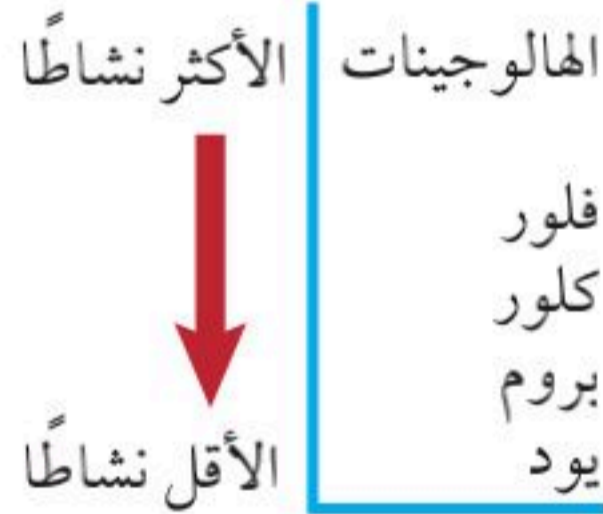 الهالوجينات
فلور
كلور
بروم
يود
الأكثر نشاطًا
الأقل نشاطًا